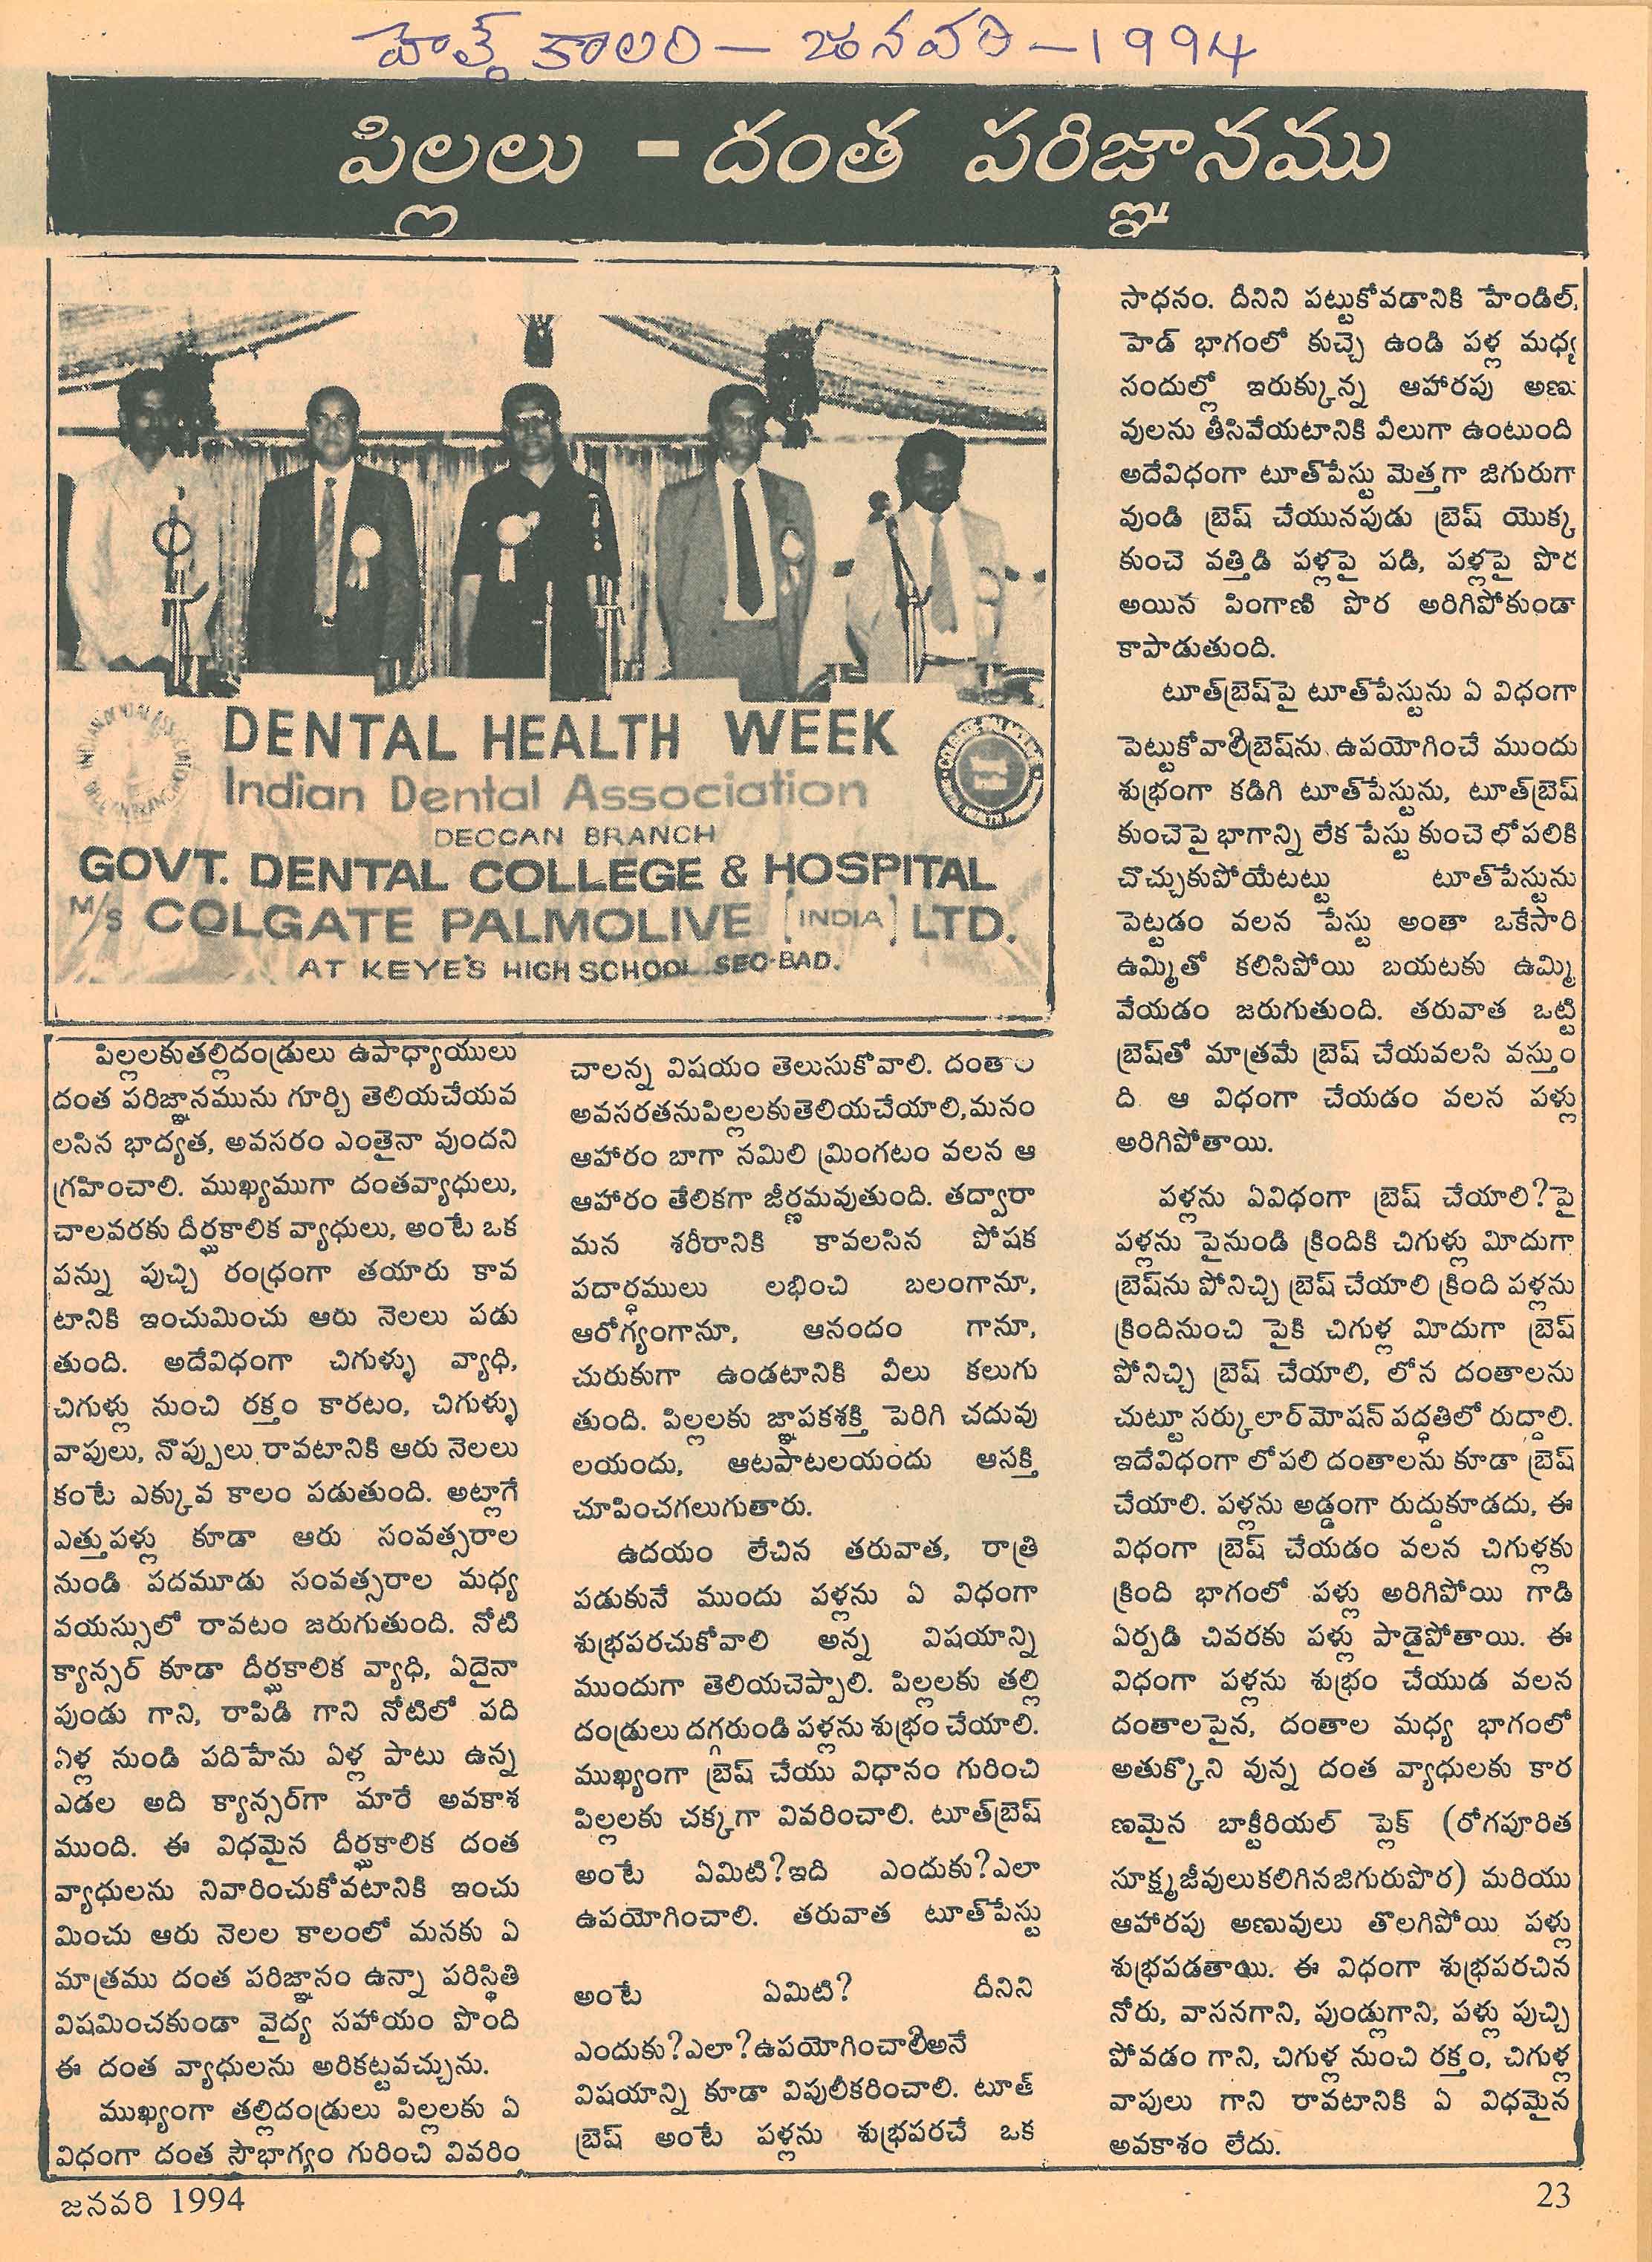 హెల్త్ కాలం - జనవరి - 1994
పిల్లలు - దంత పరిజ్ఞానము
DENTAL HEALTH WEEK
Indian Dental Association
DECCAN BRANCH
GOVT. DENTAL COLLEGE & HOSPITAL
M/S COLGATE PALMOLIVE [INDIA] LTD.
AT KEYE'S HIGH SCHOOL SEC-BAD.
పిల్లలకుతల్లిదండ్రులు ఉపాధ్యాయులు
దంత పరిజ్ఞానమును గూర్చి తెలియచేయవ
లసిన భాద్యత, అవసరం ఎంతైనా వుందని
గ్రహించాలి. ముఖ్యముగా దంతవ్యాధులు,
చాలవరకు దీర్ఘకాలిక వ్యాధులు, అంటే ఒక
పన్ను పుచ్చి రంధ్రంగా తయారు కావ
టానికి ఇంచుమించు ఆరు నెలలు పడు
తుంది. అదేవిధంగా చిగుళ్ళు వ్యాధి,
చిగుళ్లు నుంచి రక్తం కారటం, చిగుళ్ళు
వాపులు, నొప్పులు రావటానికి ఆరు నెలలు
కంటే ఎక్కువ కాలం పడుతుంది. అట్లాగే
ఎత్తుపళ్లు కూడా ఆరు సంవత్సరాల
నుండి పదమూడు సంవత్సరాల మధ్య
వయస్సులో రావటం జరుగుతుంది. నోటి
క్యాన్సర్ కూడా దీర్ఘకాలిక వ్యాధి, ఏదైనా
పుండు గాని, రాపిడి గాని నోటిలో పది
ఏళ్ల నుండి పదిహేను ఏళ్ల పాటు ఉన్న
ఎడల అది క్యాన్సర్‌గా మారే అవకాశ
ముంది. ఈ విధమైన దీర్ఘకాలిక దంత
వ్యాధులను నివారించుకోవటానికి ఇంచు
మించు ఆరు నెలల కాలంలో మనకు ఏ
మాత్రము దంత పరిజ్ఞానం ఉన్నా పరిస్థితి
విషమించకుండా వైద్య సహాయం పొంది
ఈ దంత వ్యాధులను అరికట్టవచ్చును.
ముఖ్యంగా తల్లిదండ్రులు పిల్లలకు ఏ
విధంగా దంత సౌభాగ్యం గురించి వివరిం
చాలన్న విషయం తెలుసుకోవాలి. దంతాల
అవసరతనుపిల్లలకుతెలియచేయాలి,మనం
ఆహారం బాగా నమిలి మ్రింగటం వలన ఆ
ఆహారం తేలికగా జీర్ణమవుతుంది. తద్వారా
మన శరీరానికి కావలసిన పోషక
పదార్ధములు లభించి బలంగానూ,
ఆరోగ్యంగానూ, ఆనందం గానూ,
చురుకుగా ఉండటానికి వీలు కలుగు
తుంది. పిల్లలకు జ్ఞాపకశక్తి పెరిగి చదువు
లయందు, ఆటపాటలయందు ఆసక్తి
చూపించగలుగుతారు.
ఉదయం లేచిన తరువాత, రాత్రి
పడుకునే ముందు పళ్లను ఏ విధంగా
శుభ్రపరచుకోవాలి అన్న విషయాన్ని
ముందుగా తెలియచెప్పాలి. పిల్లలకు తల్లి
దండ్రులు దగ్గరుండి పళ్లను శుభ్రం చేయాలి.
ముఖ్యంగా బ్రెష్ చేయు విధానం గురించి
పిల్లలకు చక్కగా వివరించాలి. టూత్‌బ్రెష్
అంటే ఏమిటి?ఇది ఎందుకు?ఎలా
ఉపయోగించాలి. తరువాత టూత్‌పేస్టు
అంటే ఏమిటి? దీనిని
ఎందుకు?ఎలా?ఉపయోగించాలి?అనే
విషయాన్ని కూడా విపులీకరించాలి. టూత్
బ్రెష్ అంటే పళ్లను శుభ్రపరచే ఒక
సాధనం. దీనిని పట్టుకోవడానికి హేండిల్,
హెడ్ భాగంలో కుచ్చె ఉండి పళ్ల మధ్య
సందుల్లో ఇరుక్కున్న ఆహారపు అణు
వులను తీసివేయటానికి వీలుగా ఉంటుంది
అదేవిధంగా టూత్‌పేస్టు మెత్తగా జిగురుగా
వుండి బ్రెష్ చేయునపుడు బ్రెష్ యొక్క
కుంచె వత్తిడి పళ్లపై పడి, పళ్లపై పొర
అయిన పింగాణి పొర అరిగిపోకుండా
కాపాడుతుంది.
టూత్‌బ్రెష్‌పై టూత్‌పేస్టును ఏ విధంగా
పెట్టుకోవాలి?బ్రెష్‌ను ఉపయోగించే ముందు
శుభ్రంగా కడిగి టూత్‌పేస్టును, టూత్‌బ్రెష్
కుంచెపై భాగాన్ని లేక పేస్టు కుంచె లోపలికి
చొచ్చుకుపోయేటట్టు టూత్‌పేస్టును
పెట్టడం వలన పేస్టు అంతా ఒకేసారి
ఉమ్మితో కలిసిపోయి బయటకు ఉమ్మి
వేయడం జరుగుతుంది. తరువాత ఒట్టి
బ్రెష్‌తో మాత్రమే బ్రెష్ చేయవలసి వస్తుం
ది. ఆ విధంగా చేయడం వలన పళ్లు
అరిగిపోతాయి.
పళ్లను ఏవిధంగా బ్రెష్ చేయాలి?పై
పళ్లను పైనుండి క్రిందికి చిగుళ్లు మీదుగా
బ్రెష్‌ను పోనిచ్చి బ్రెష్ చేయాలి క్రింది పళ్లను
క్రిందినుంచి పైకి చిగుళ్ల మీదుగా బ్రెష్
పోనిచ్చి బ్రెష్ చేయాలి, లోన దంతాలను
చుట్టూ సర్కులార్ మోషన్ పద్ధతిలో రుద్దాలి.
ఇదేవిధంగా లోపలి దంతాలను కూడా బ్రెష్
చేయాలి. పళ్లను అడ్డంగా రుద్దుకూడదు, ఈ
విధంగా బ్రెష్ చేయడం వలన చిగుళ్లకు
క్రింది భాగంలో పళ్లు అరిగిపోయి గాడి
ఏర్పడి చివరకు పళ్లు పాడైపోతాయి. ఈ
విధంగా పళ్లను శుభ్రం చేయుడ వలన
దంతాలపైన, దంతాల మధ్య భాగంలో
అతుక్కొని వున్న దంత వ్యాధులకు కార
ణమైన బాక్టీరియల్ ప్లెక్ (రోగపూరిత
సూక్ష్మజీవులుకలిగినజిగురుపొర) మరియు
ఆహారపు అణువులు తొలగిపోయి పళ్లు
శుభ్రపడతాయి. ఈ విధంగా శుభ్రపరచిన
నోరు, వాసనగాని, పుండ్లుగాని, పళ్లు పుచ్చి
పోవడం గాని, చిగుళ్ల నుంచి రక్తం, చిగుళ్ల
వాపులు గాని రావటానికి ఏ విధమైన
అవకాశం లేదు.
జనవరి 1994
23